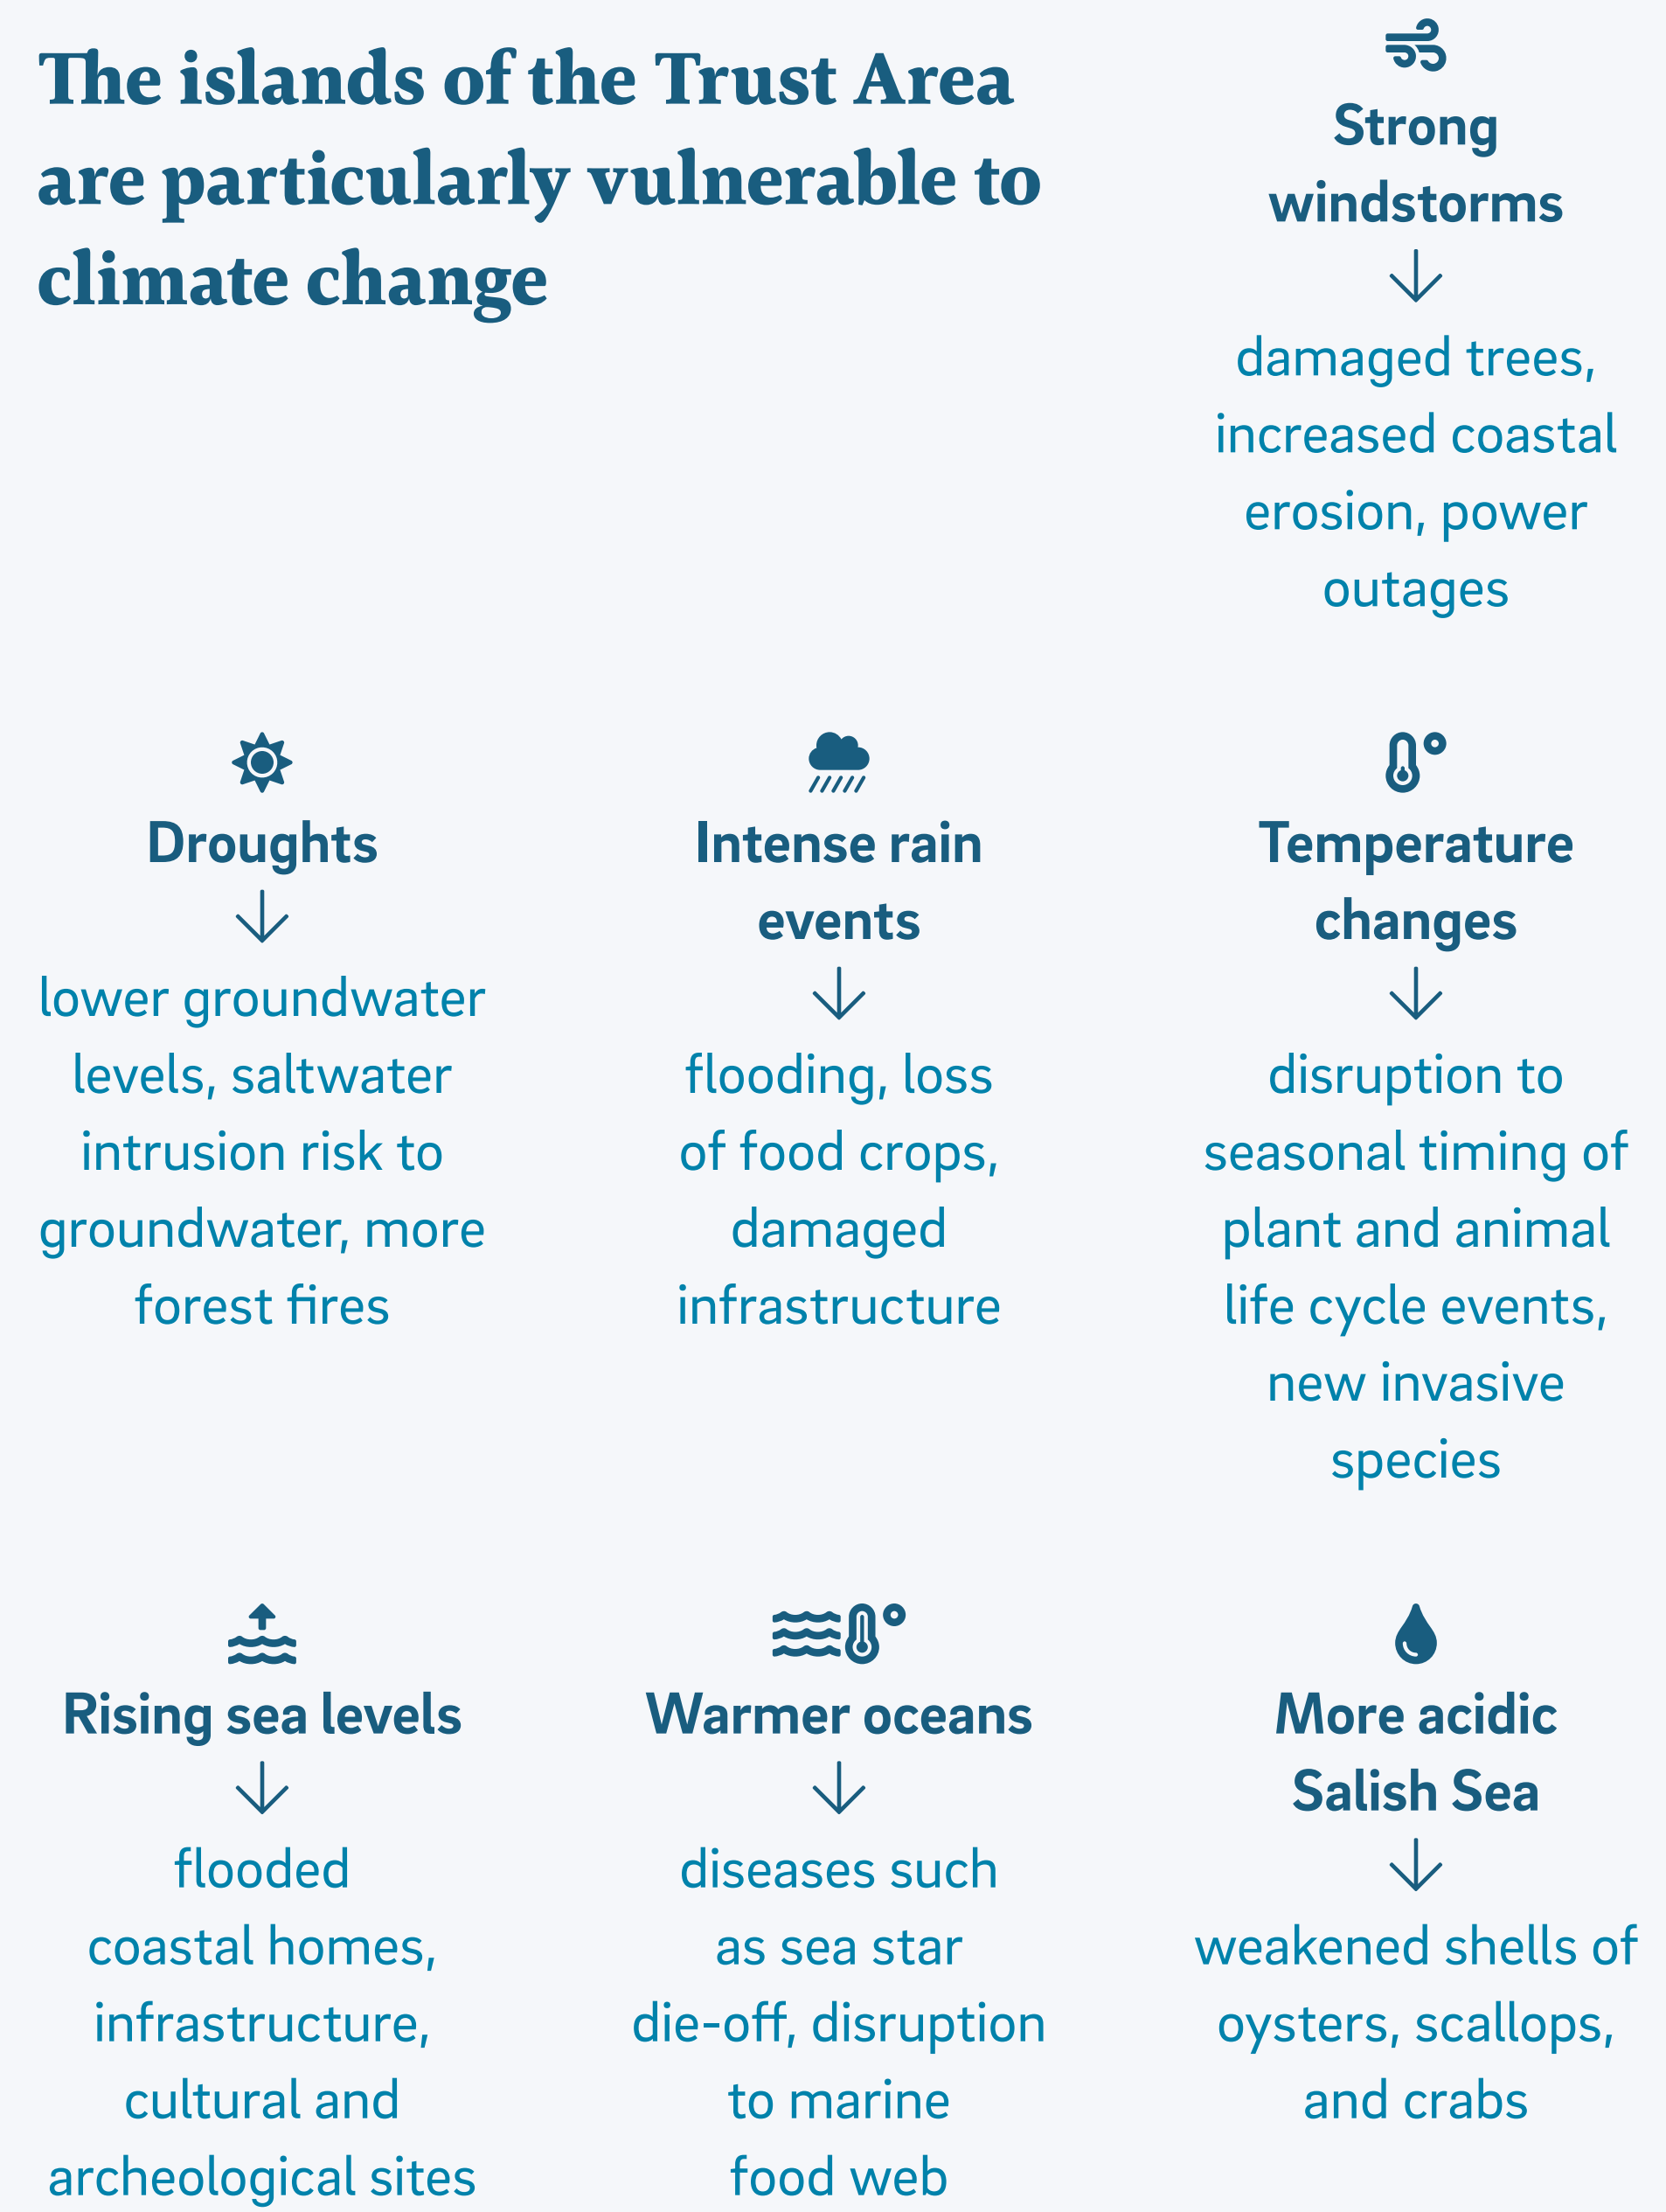 The islands of the Trust Area
are particularly vulnerable to
climate change
Strong
windstorms
damaged trees,
increased coastal
erosion, power
outages
Droughts
lower groundwater
levels, saltwater
intrusion risk to
groundwater, more
forest fires
Intense rain
events
flooding, loss
of food crops,
damaged
infrastructure
Temperature
changes
disruption to
seasonal timing of
plant and animal
life cycle events,
new invasive
species
Rising sea levels
flooded
coastal homes,
infrastructure,
cultural and
archeological sites
Warmer oceans
diseases such
as sea star
die-off, disruption
to marine
food web
More acidic
Salish Sea
weakened shells of
oysters, scallops,
and crabs